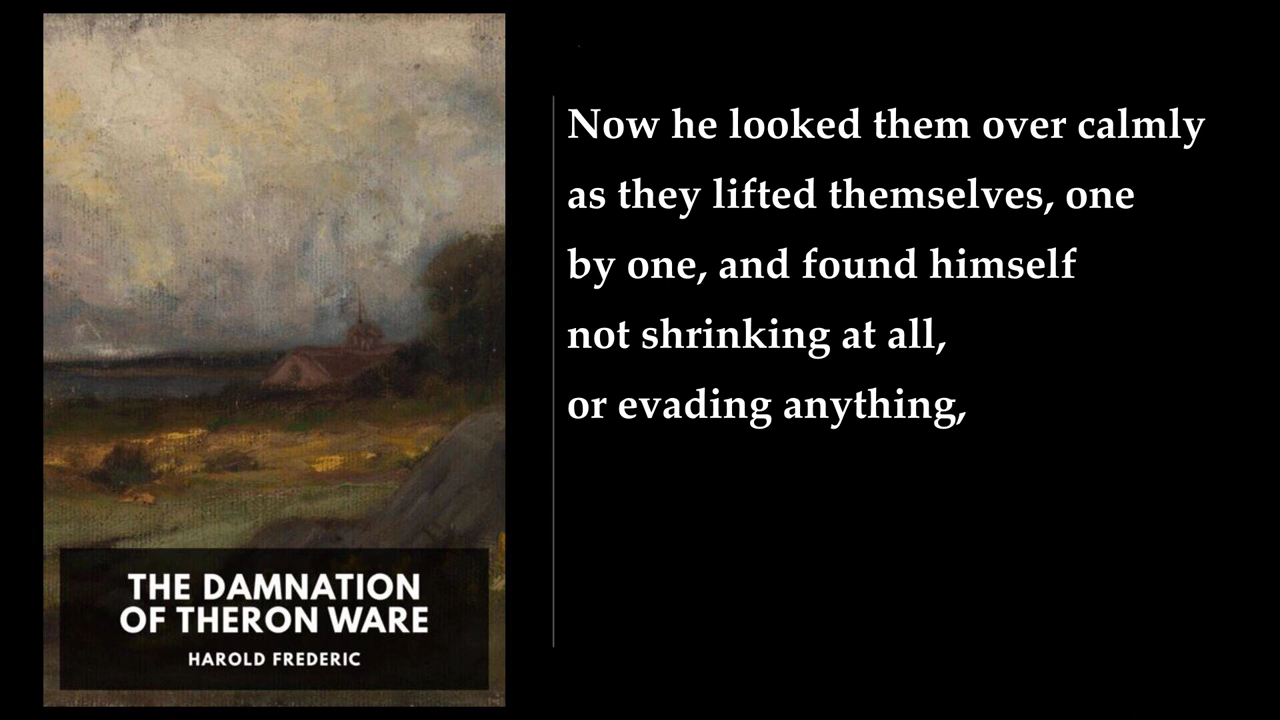 THE DAMNATION
OF THERON WARE
HAROLD FREDERIC
Now he looked them over calmly
as they lifted themselves, one
by one, and found himself
not shrinking at all,
or evading anything,